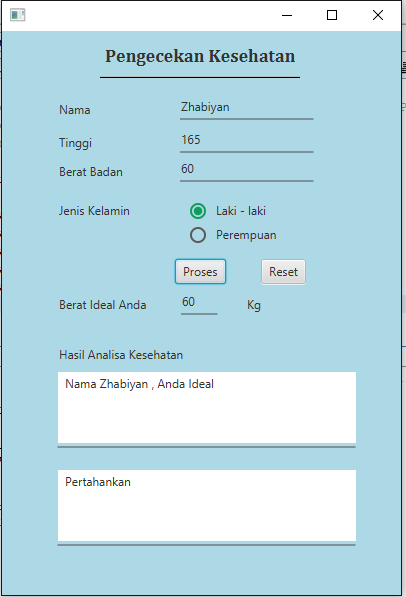 Pengecekan Kesehatan
Nama Zhabiyan
Tinggi 165
Berat Badan 60
Jenis Kelamin Laki - laki
Perempuan
Proses Reset
Berat Ideal Anda 60 Kg
Hasil Analisa Kesehatan
Nama Zhabiyan , Anda Ideal
Pertahankan